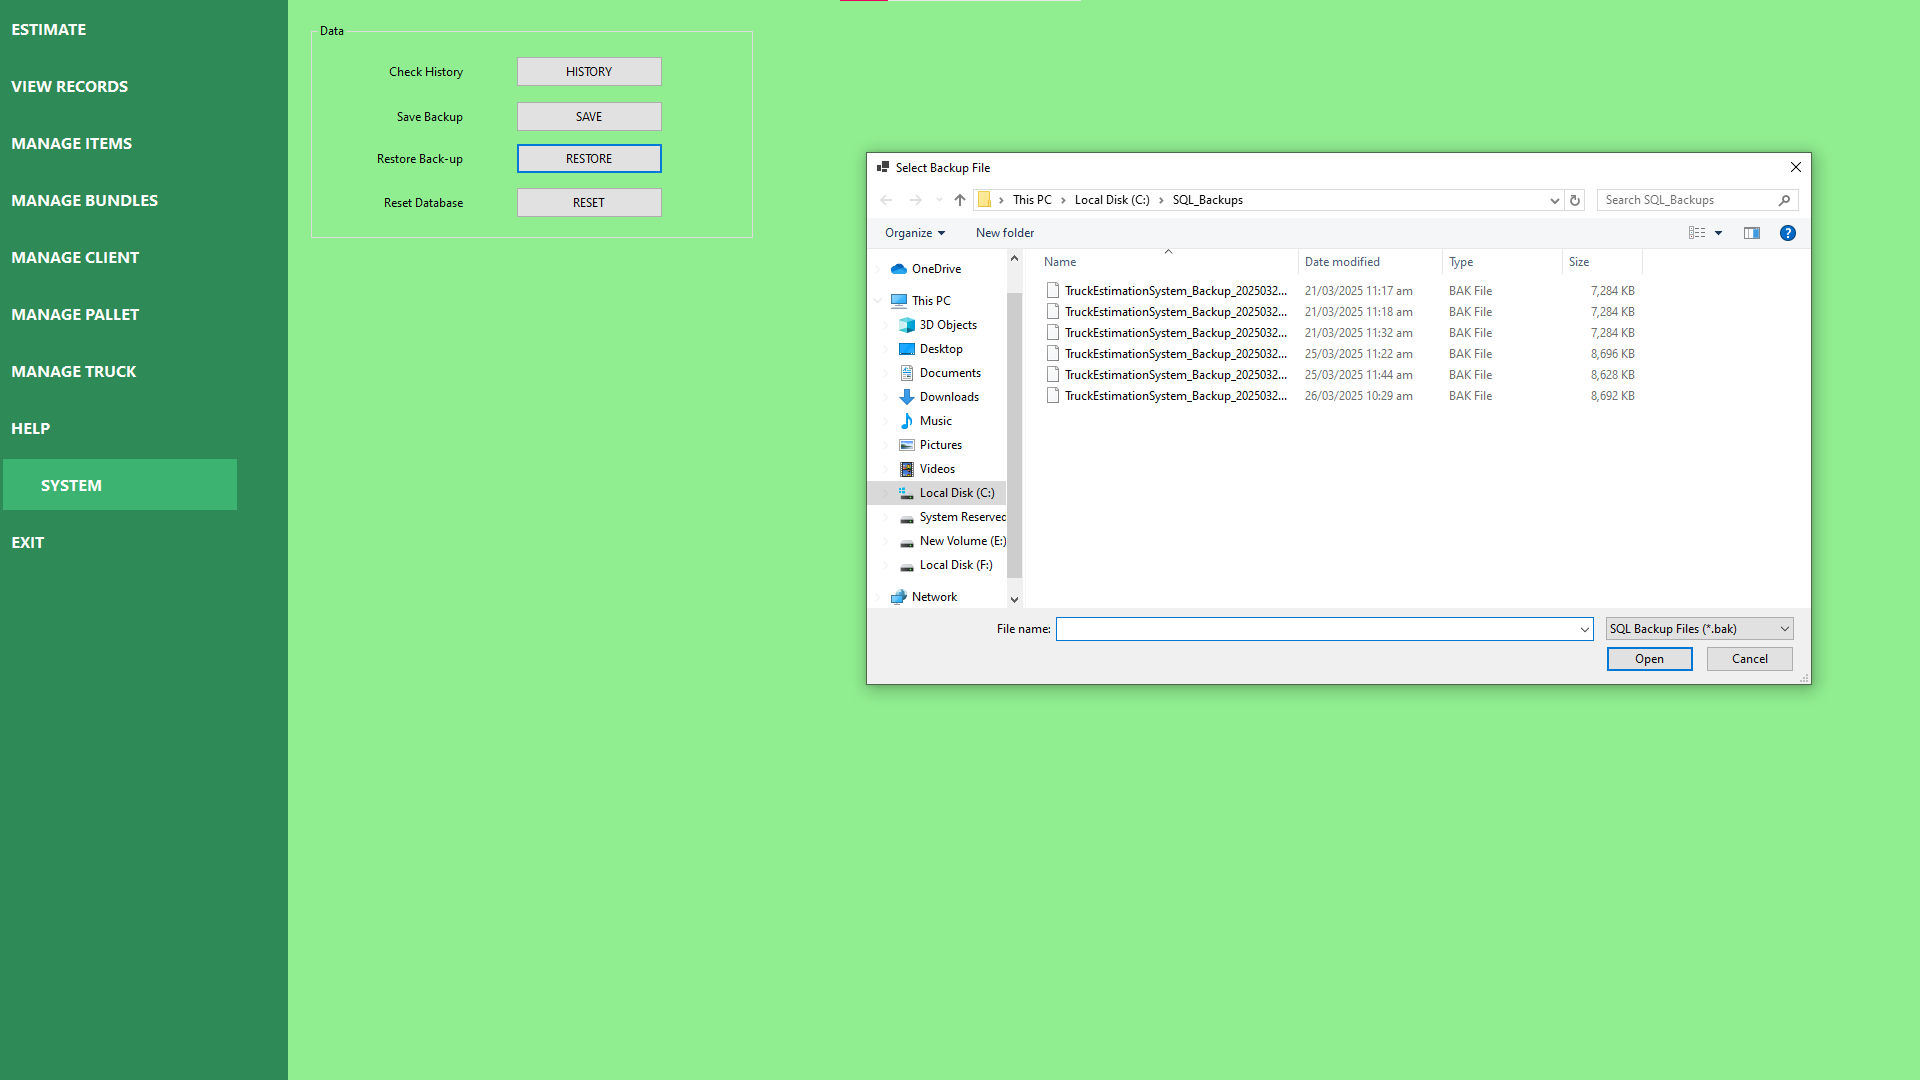 ESTIMATE
VIEW RECORDS
MANAGE ITEMS
MANAGE BUNDLES
MANAGE CLIENT
MANAGE PALLET
MANAGE TRUCK
HELP
SYSTEM
EXIT
Data
Check History HISTORY
Save Backup SAVE
Restore Back-up RESTORE
Reset Database RESET
Select Backup File
This PC Local Disk (C:) SQL_Backups
Search SQL_Backups
Organize New folder
OneDrive
This PC
3D Objects
Desktop
Documents
Downloads
Music
Pictures
Videos
Local Disk (C:)
System Reserved
New Volume (E:)
Local Disk (F:)
Network
Name Date modified Type Size
TruckEstimationSystem_Backup_2025032... 21/03/2025 11:17 am BAK File 7,284 KB
TruckEstimationSystem_Backup_2025032... 21/03/2025 11:18 am BAK File 7,284 KB
TruckEstimationSystem_Backup_2025032... 21/03/2025 11:32 am BAK File 7,284 KB
TruckEstimationSystem_Backup_2025032... 25/03/2025 11:22 am BAK File 8,696 KB
TruckEstimationSystem_Backup_2025032... 25/03/2025 11:44 am BAK File 8,628 KB
TruckEstimationSystem_Backup_2025032... 26/03/2025 10:29 am BAK File 8,692 KB
File name:
SQL Backup Files (*.bak)
Open Cancel